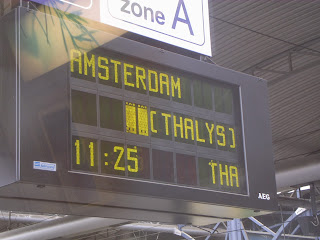 zone A
AMSTERDAM
[THALYS]
11:25 THA
AEG